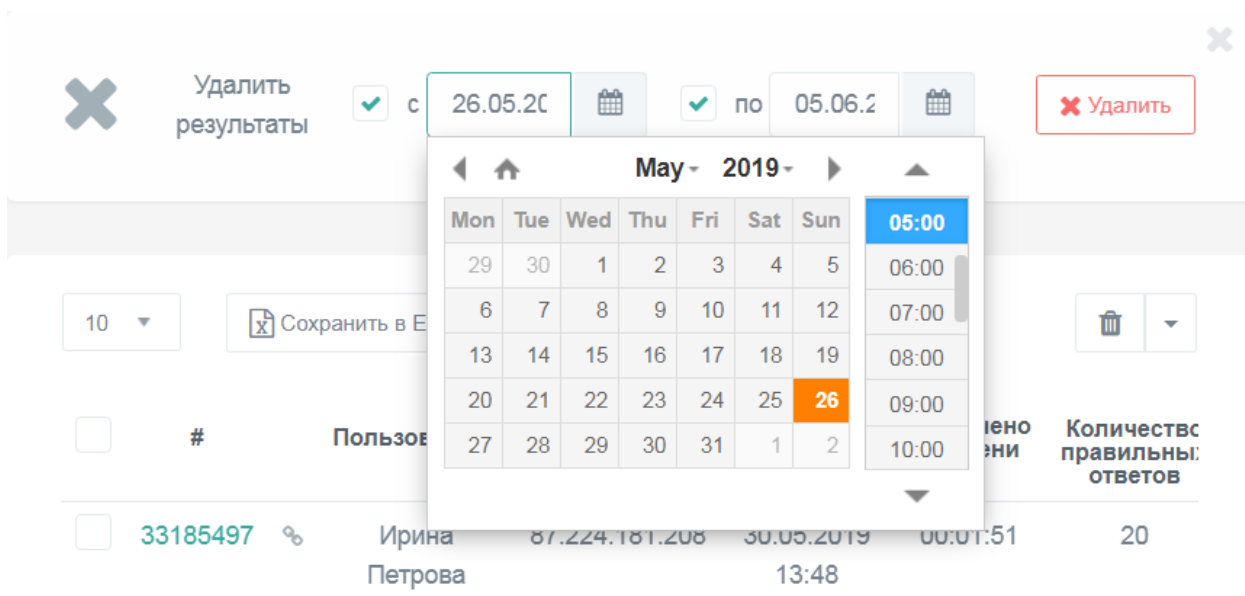 Удалить результаты
с 26.05.20 по 05.06.2 Удалить
May 2019
Mon Tue Wed Thu Fri Sat Sun
29 30 1 2 3 4 5
6 7 8 9 10 11 12
13 14 15 16 17 18 19
20 21 22 23 24 25 26
27 28 29 30 31 1 2
05:00
06:00
07:00
08:00
09:00
10:00
10 Сохранить в E
# Пользов
Количество
правильны
ответов
33185497 Ирина Петрова 87.224.181.208 30.05.2019 13:48 00:01:51 20